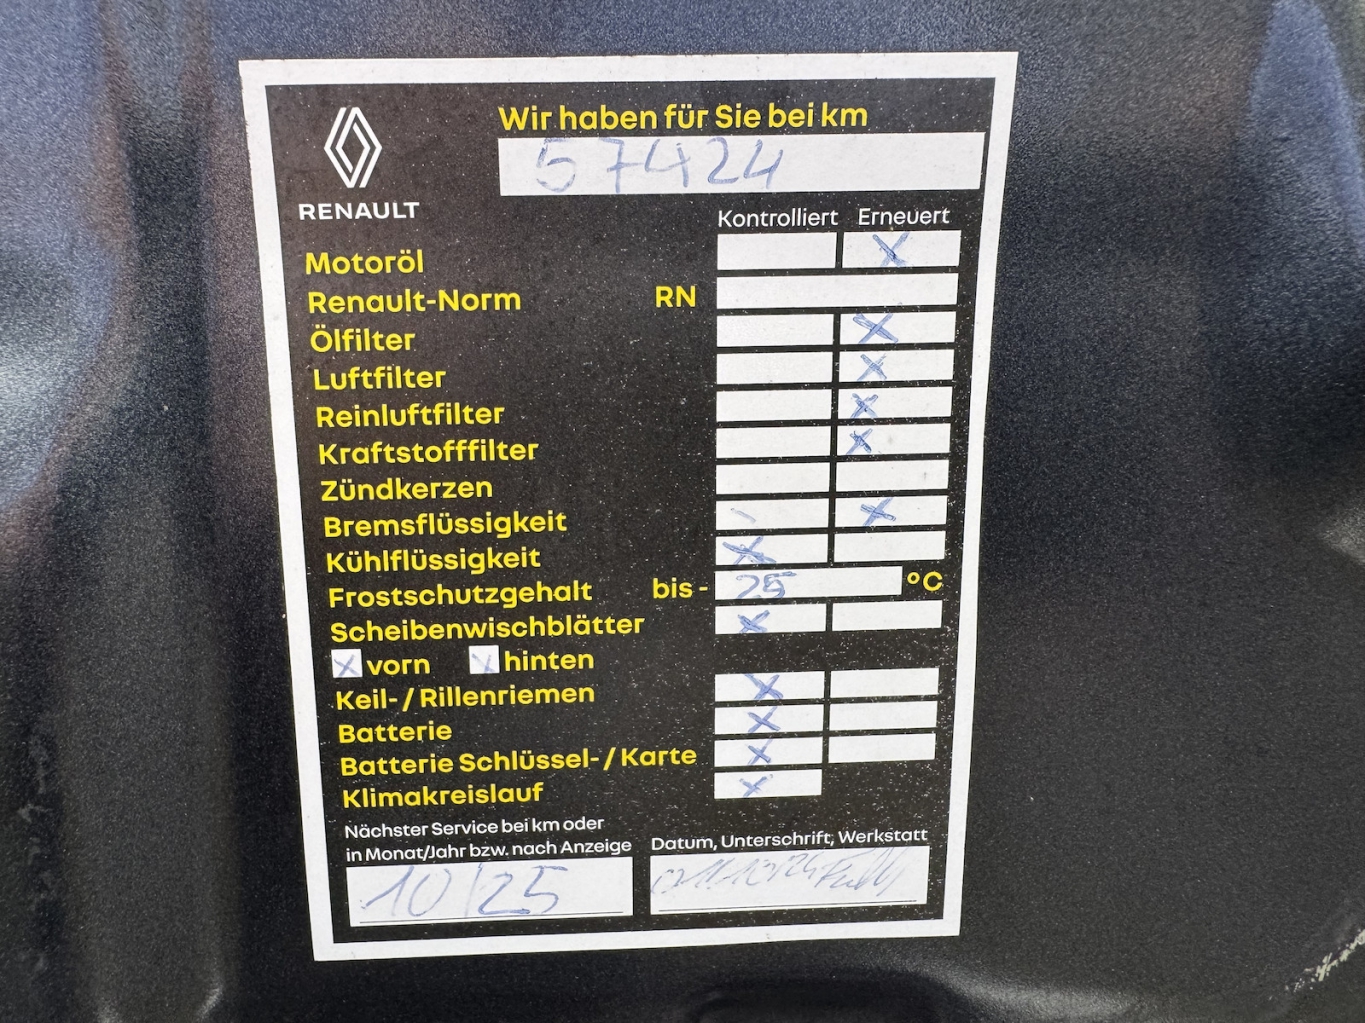 Wir haben für Sie bei km
57424
RENAULT
Kontrolliert Erneuert
Motoröl X
Renault-Norm RN
Ölfilter X
Luftfilter X
Reinluftfilter X
Kraftstofffilter X
Zündkerzen
Bremsflüssigkeit X
Kühlflüssigkeit X
Frostschutzgehalt bis - 25 °C
Scheibenwischblätter X
X vorn X hinten
Keil- / Rillenriemen X
Batterie X
Batterie Schlüssel- / Karte X
Klimakreislauf X
Nächster Service bei km oder
in Monat/Jahr bzw. nach Anzeige
10/25
Datum, Unterschrift, Werkstatt